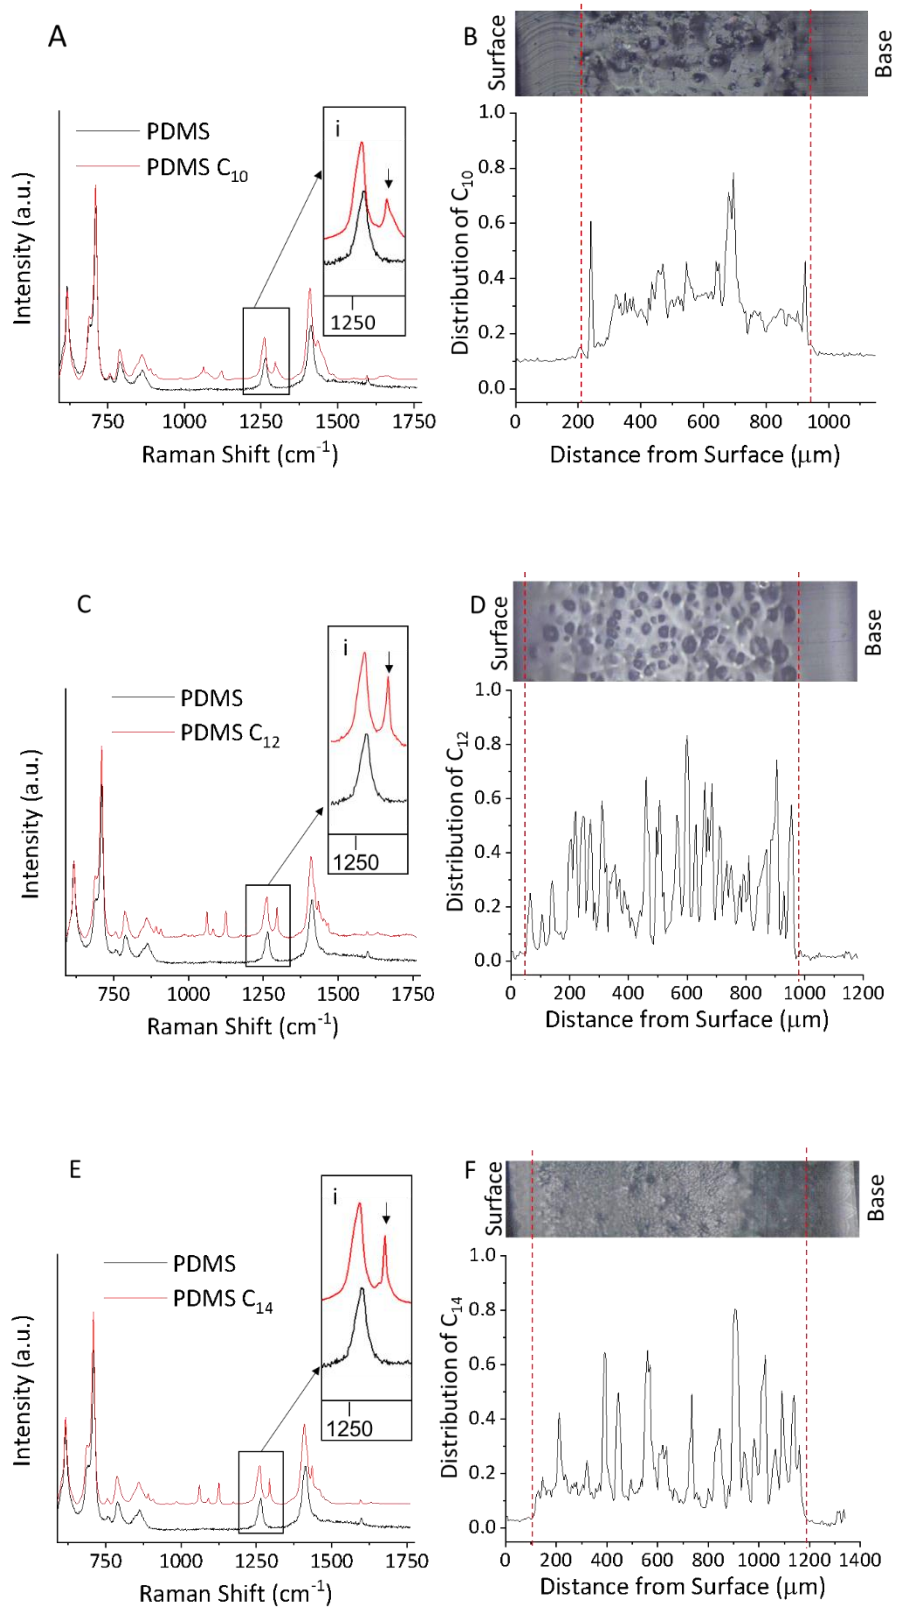 A
PDMS
PDMS C10
i
1250
Intensity (a.u.)
750 1000 1250 1500 1750
Raman Shift (cm-1)
B
Surface
Base
1.0
0.8
0.6
0.4
0.2
0.0
Distribution of C10
0 200 400 600 800 1000
Distance from Surface (μm)
C
PDMS
PDMS C12
i
1250
Intensity (a.u.)
750 1000 1250 1500 1750
Raman Shift (cm-1)
D
Surface
Base
1.0
0.8
0.6
0.4
0.2
0.0
Distribution of C12
0 200 400 600 800 1000 1200
Distance from Surface (μm)
E
PDMS
PDMS C14
i
1250
Intensity (a.u.)
750 1000 1250 1500 1750
Raman Shift (cm-1)
F
Surface
Base
1.0
0.8
0.6
0.4
0.2
0.0
Distribution of C14
0 200 400 600 800 1000 1200 1400
Distance from Surface (μm)